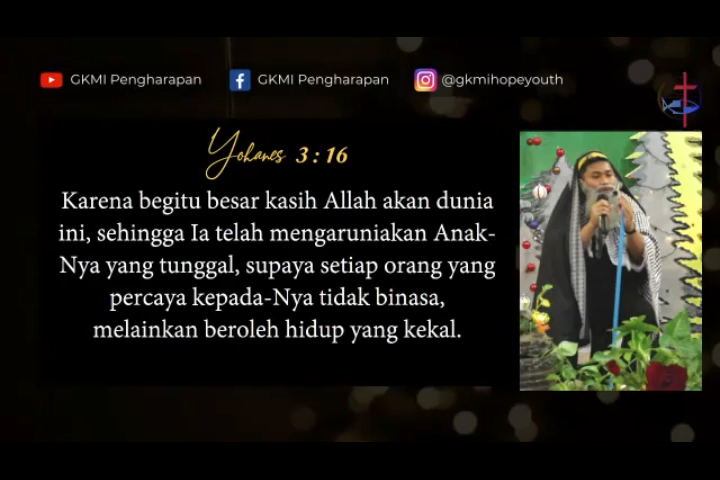 GKMI Pengharapan
GKMI Pengharapan
@gkmihopeyouth
Yohanes 3 : 16
Karena begitu besar kasih Allah akan dunia
ini, sehingga Ia telah mengaruniakan Anak-
Nya yang tunggal, supaya setiap orang yang
percaya kepada-Nya tidak binasa,
melainkan beroleh hidup yang kekal.